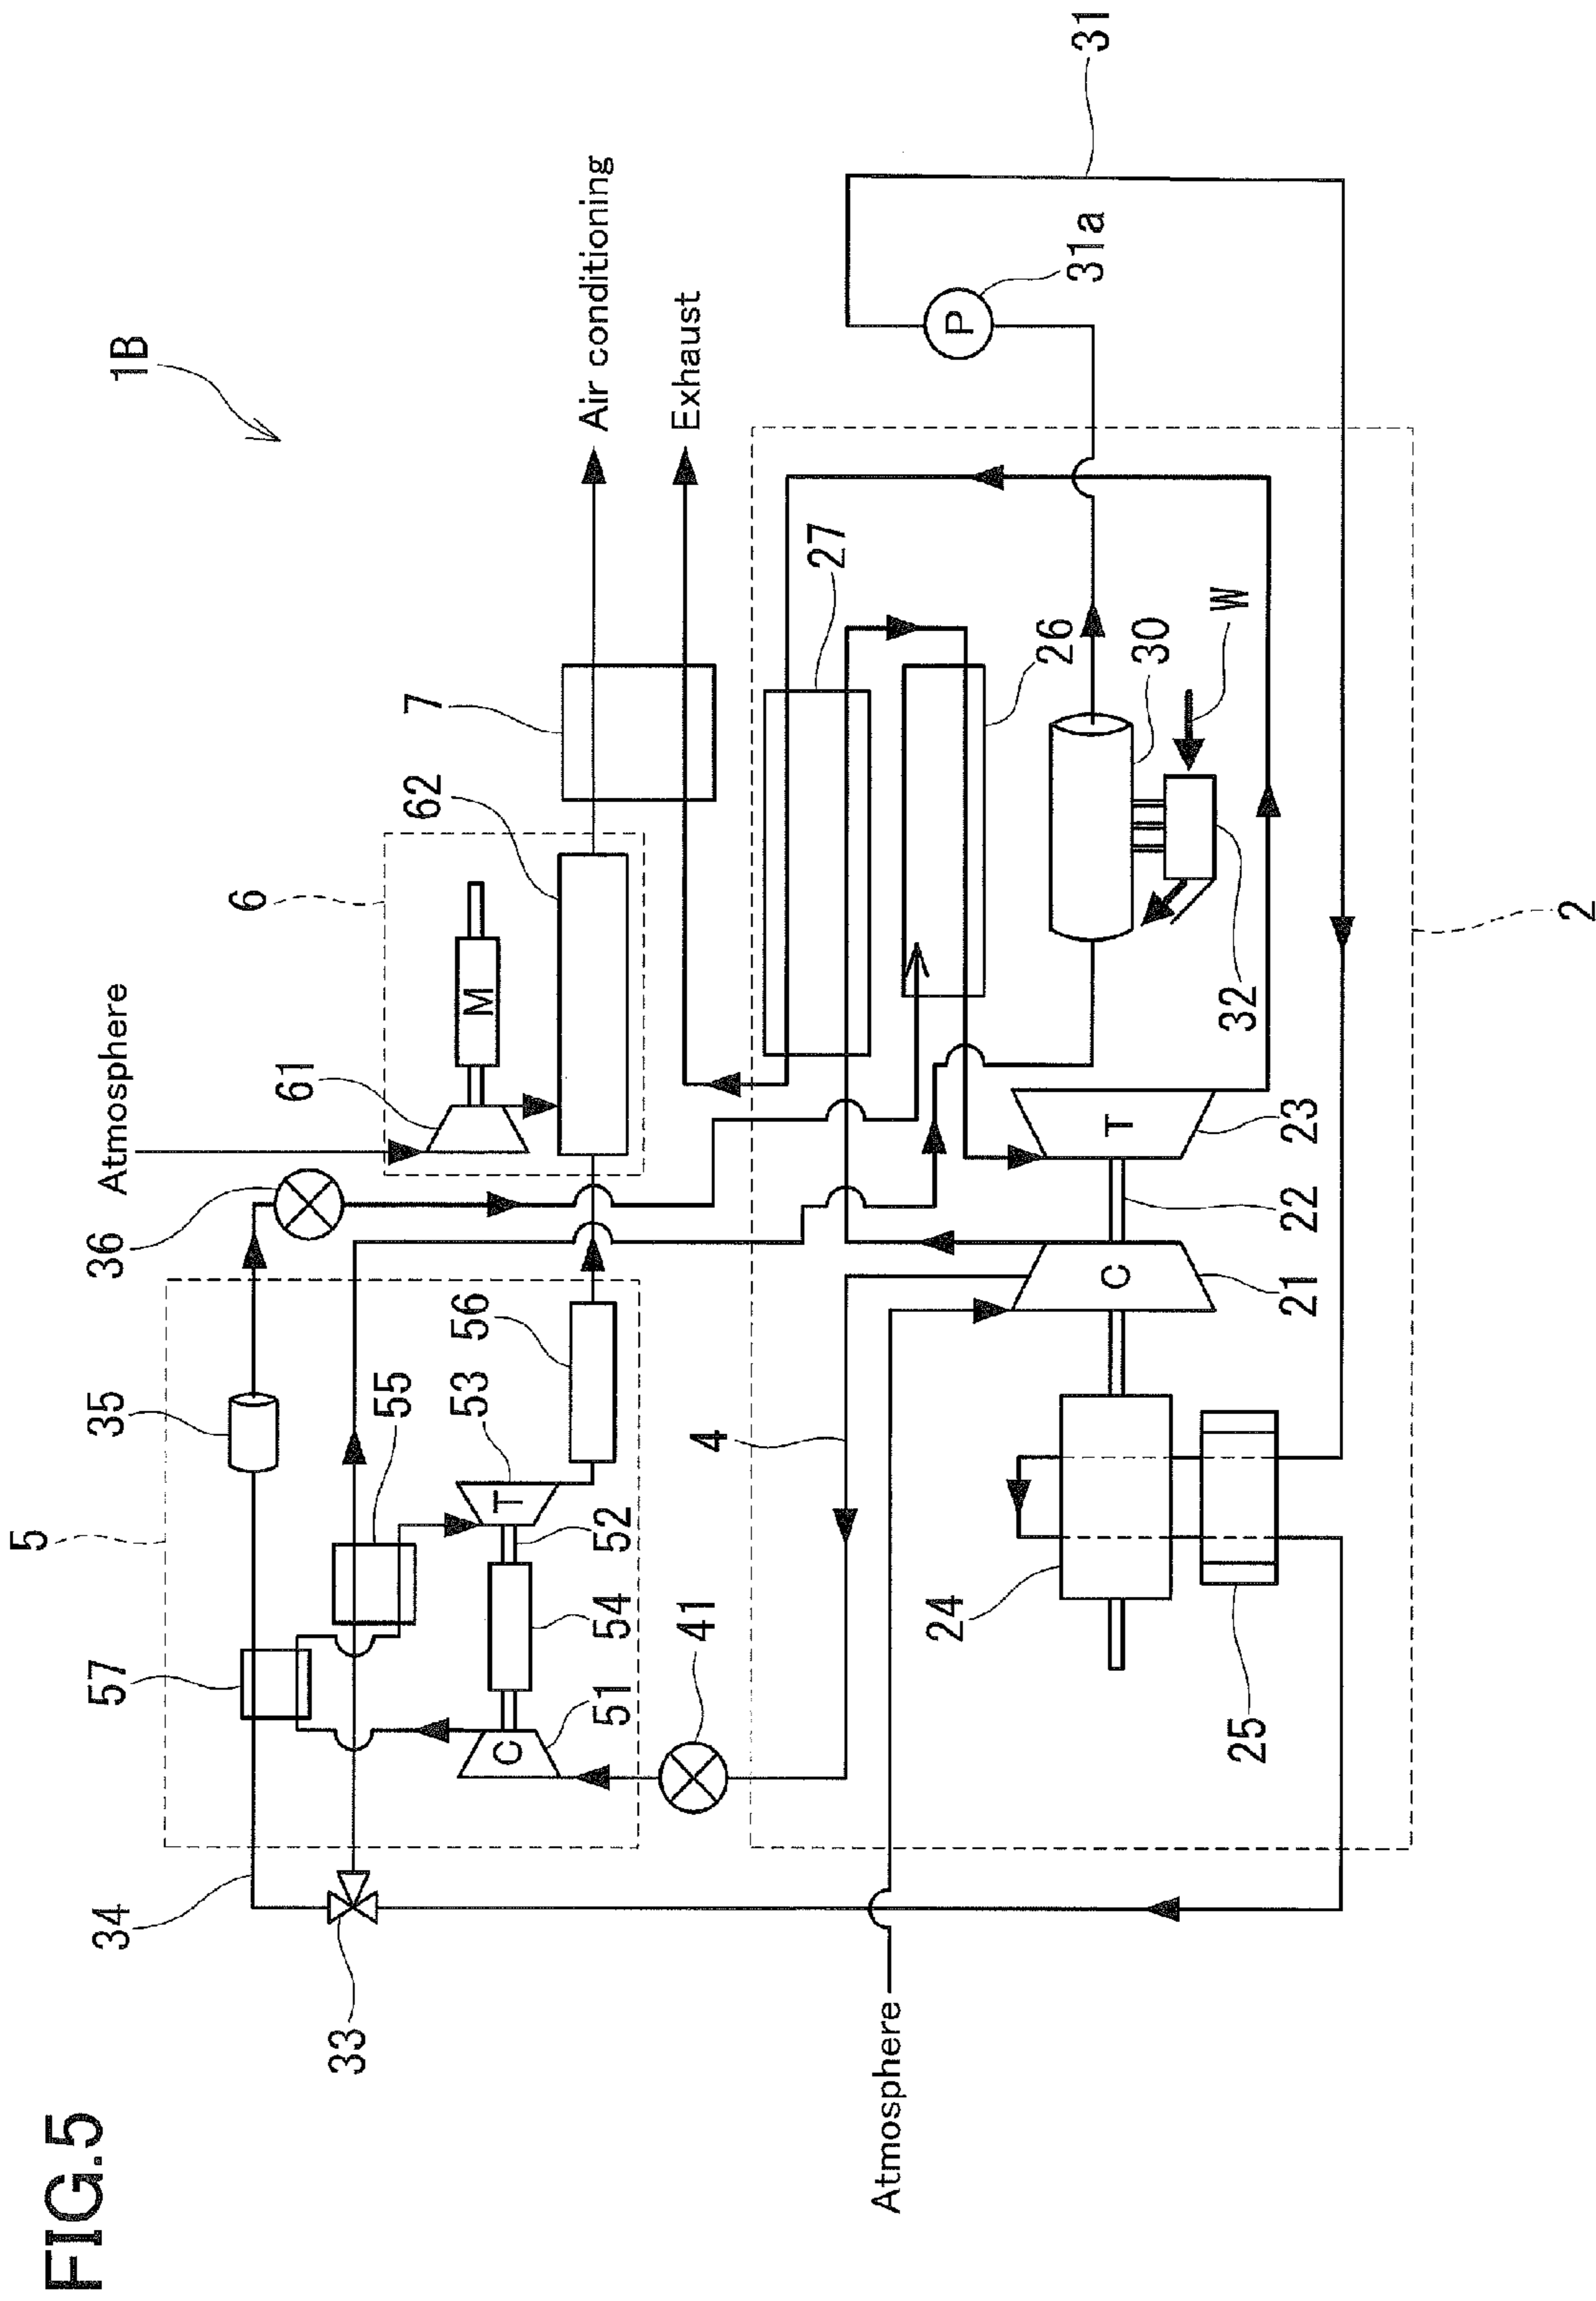 FIG.5
1B
5
34
57
35
55
36
Atmosphere
6
61
M
62
7
Air conditioning
Exhaust
33
C
51
54
52
T
53
56
41
4
27
31
31a
P
Atmosphere
24
25
C
21
22
T
23
26
30
W
32
2